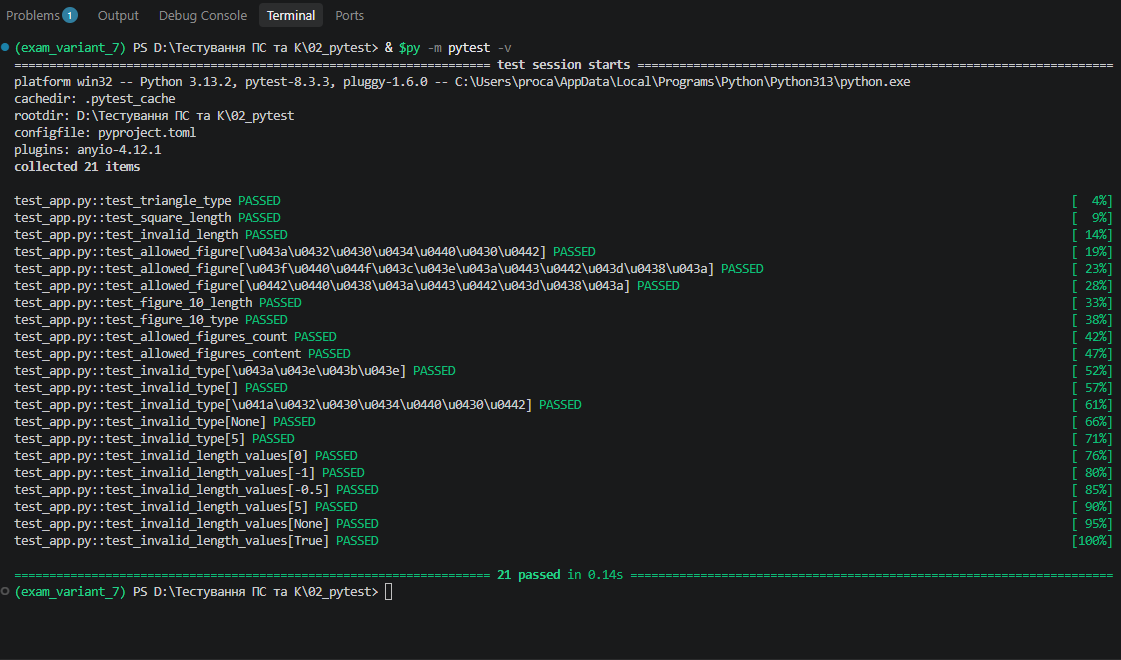 Problems 1 Output Debug Console Terminal Ports
(exam_variant_7) PS D:\Тестування ПС та К\02_pytest> & $py -m pytest -v
==================================================================== test session starts ====================================================================
platform win32 -- Python 3.13.2, pytest-8.3.3, pluggy-1.6.0 -- C:\Users\proca\AppData\Local\Programs\Python\Python313\python.exe
cachedir: .pytest_cache
rootdir: D:\Тестування ПС та К\02_pytest
configfile: pyproject.toml
plugins: anyio-4.12.1
collected 21 items
test_app.py::test_triangle_type PASSED [  4%]
test_app.py::test_square_length PASSED [  9%]
test_app.py::test_invalid_length PASSED [ 14%]
test_app.py::test_allowed_figure[\u043a\u0432\u0430\u0434\u0440\u0430\u0442] PASSED [ 19%]
test_app.py::test_allowed_figure[\u043f\u0440\u044f\u043c\u043e\u043a\u0443\u0442\u043d\u0438\u043a] PASSED [ 23%]
test_app.py::test_allowed_figure[\u0442\u0440\u0438\u043a\u0443\u0442\u043d\u0438\u043a] PASSED [ 28%]
test_app.py::test_figure_10_length PASSED [ 33%]
test_app.py::test_figure_10_type PASSED [ 38%]
test_app.py::test_allowed_figures_count PASSED [ 42%]
test_app.py::test_allowed_figures_content PASSED [ 47%]
test_app.py::test_invalid_type[\u043a\u043e\u043b\u043e] PASSED [ 52%]
test_app.py::test_invalid_type[] PASSED [ 57%]
test_app.py::test_invalid_type[\u041a\u0432\u0430\u0434\u0440\u0430\u0442] PASSED [ 61%]
test_app.py::test_invalid_type[None] PASSED [ 66%]
test_app.py::test_invalid_type[5] PASSED [ 71%]
test_app.py::test_invalid_length_values[0] PASSED [ 76%]
test_app.py::test_invalid_length_values[-1] PASSED [ 80%]
test_app.py::test_invalid_length_values[-0.5] PASSED [ 85%]
test_app.py::test_invalid_length_values[5] PASSED [ 90%]
test_app.py::test_invalid_length_values[None] PASSED [ 95%]
test_app.py::test_invalid_length_values[True] PASSED [100%]
==================================================================== 21 passed in 0.14s =====================================================================
(exam_variant_7) PS D:\Тестування ПС та К\02_pytest>